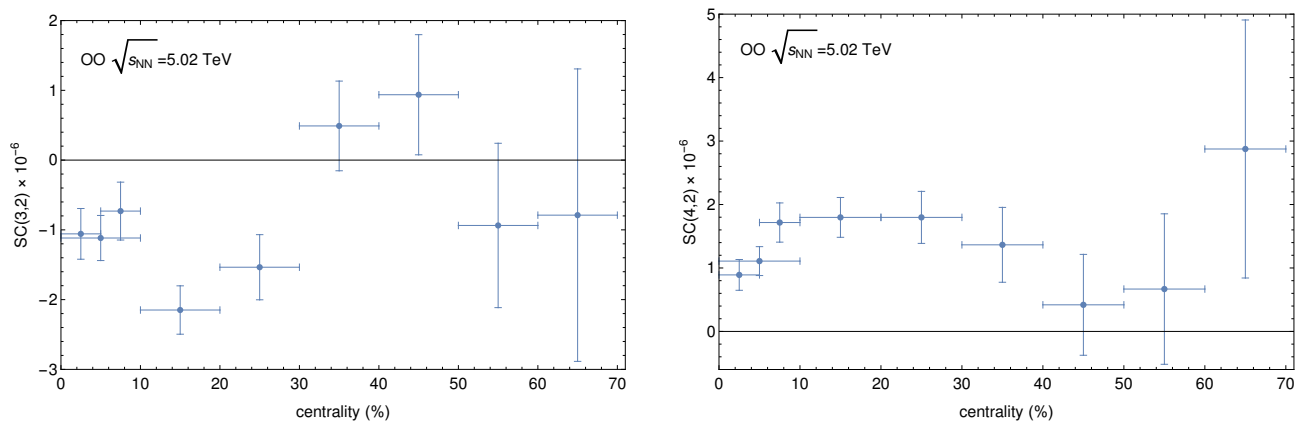 OO √sNN =5.02 TeV
SC(3,2) × 10⁻⁶
2
1
0
−1
−2
−3
0 10 20 30 40 50 60 70
centrality (%)
OO √sNN =5.02 TeV
SC(4,2) × 10⁻⁶
5
4
3
2
1
0
0 10 20 30 40 50 60 70
centrality (%)